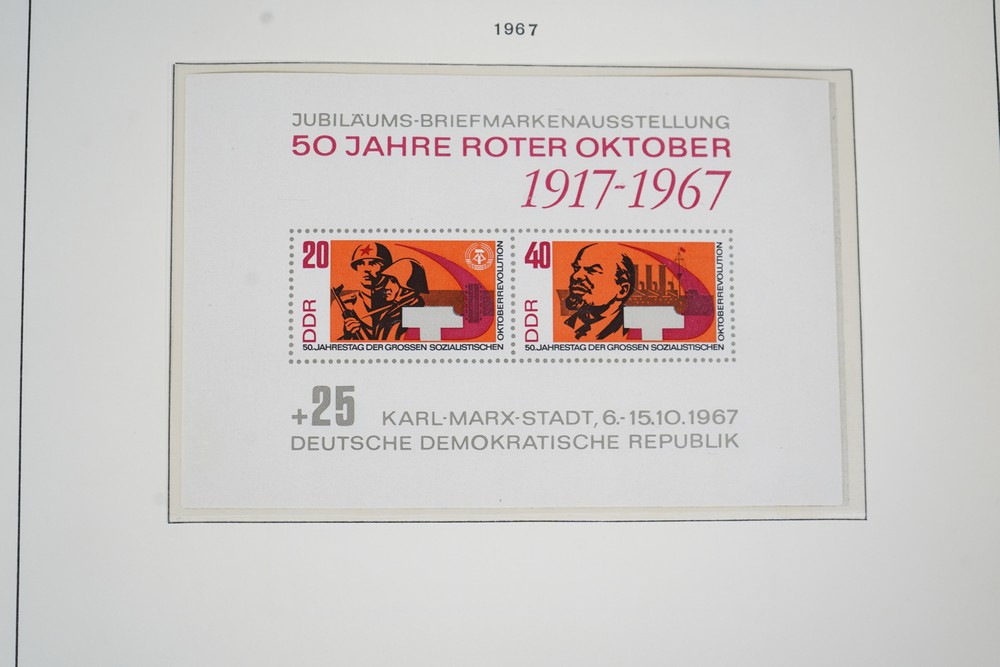 1967
JUBILÄUMS-BRIEFMARKENAUSSTELLUNG
50 JAHRE ROTER OKTOBER
1917-1967
20
DDR
50. JAHRESTAG DER GROSSEN SOZIALISTISCHEN
OKTOBERREVOLUTION
40
DDR
50. JAHRESTAG DER GROSSEN SOZIALISTISCHEN
OKTOBERREVOLUTION
+25 KARL-MARX-STADT, 6.-15.10.1967
DEUTSCHE DEMOKRATISCHE REPUBLIK